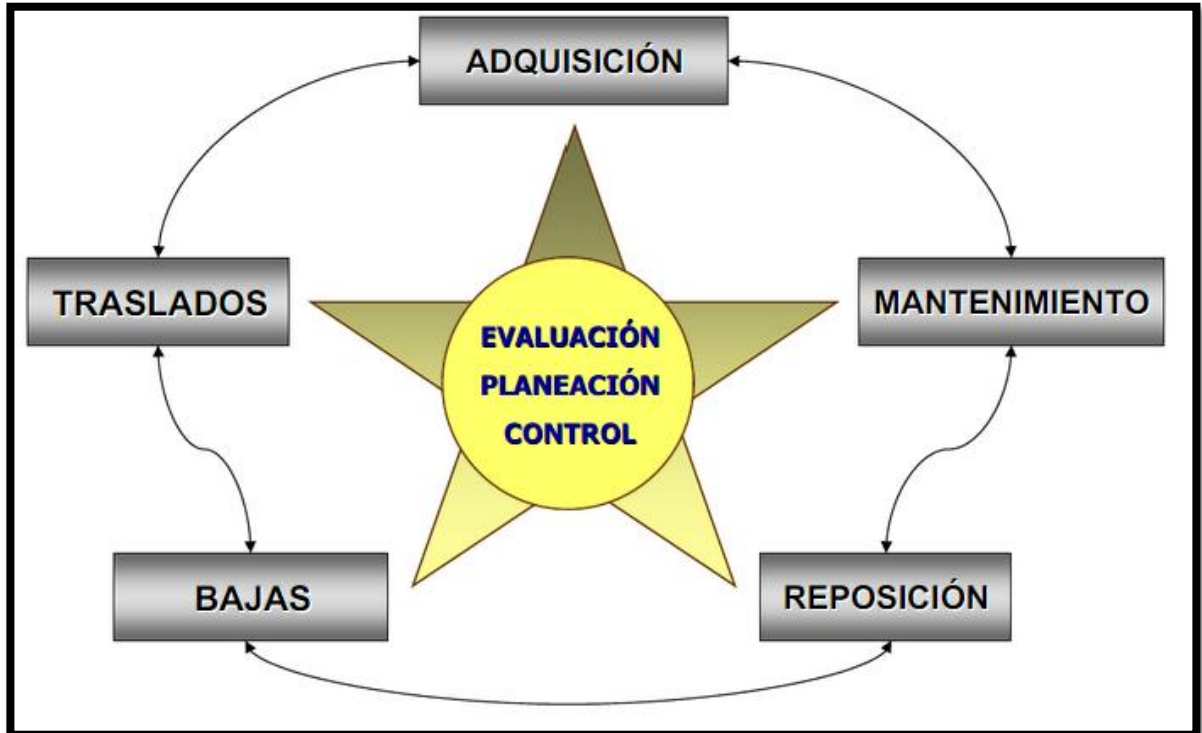 ADQUISICIÓN
TRASLADOS
MANTENIMIENTO
EVALUACIÓN
PLANEACIÓN
CONTROL
BAJAS
REPOSICIÓN